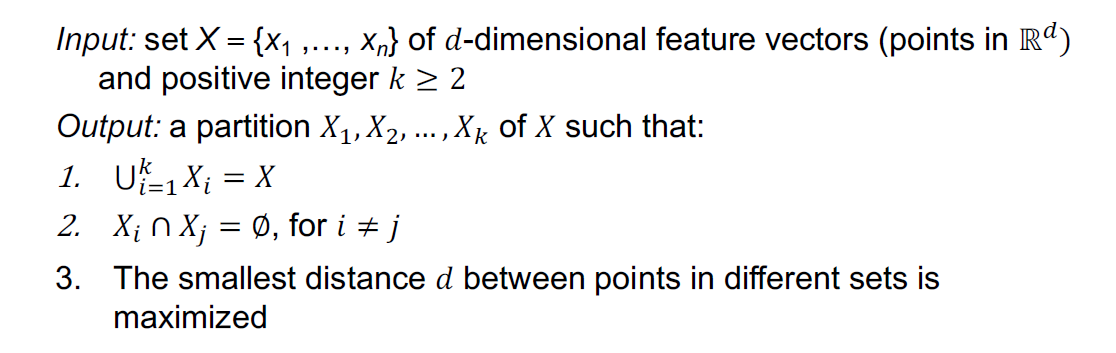 Input: set X = {x₁ ,…, xₙ} of d-dimensional feature vectors (points in ℝᵈ)
and positive integer k ≥ 2
Output: a partition X₁, X₂, … , Xₖ of X such that:
1. ⋃ᵏᵢ₌₁ Xᵢ = X
2. Xᵢ ∩ Xⱼ = ∅, for i ≠ j
3. The smallest distance d between points in different sets is
maximized